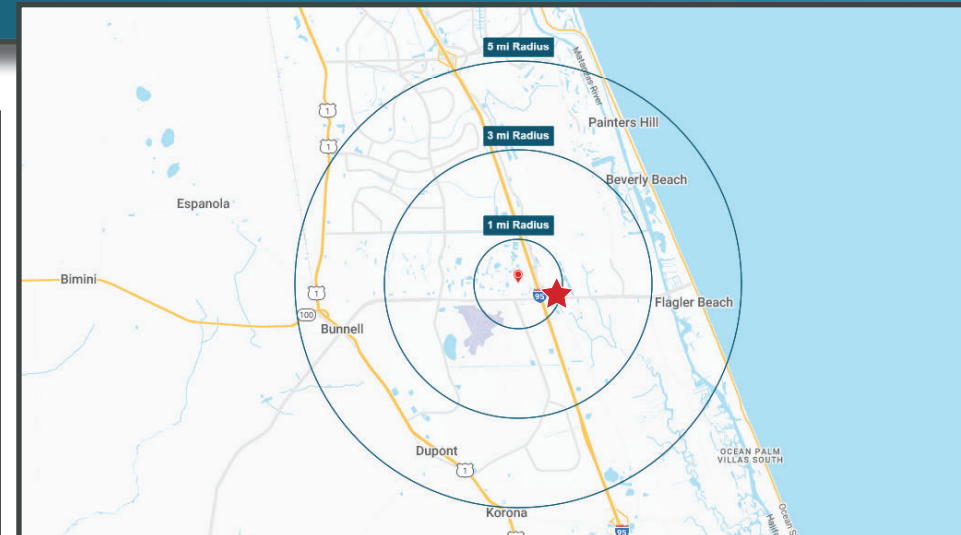 5 mi Radius
Matanzas River
1
Painters Hill
3 mi Radius
1
Beverly Beach
Espanola
1 mi Radius
Bimini
1
95
Flagler Beach
100
Bunnell
Dupont
OCEAN PALM
VILLAS SOUTH
1
Korona
95